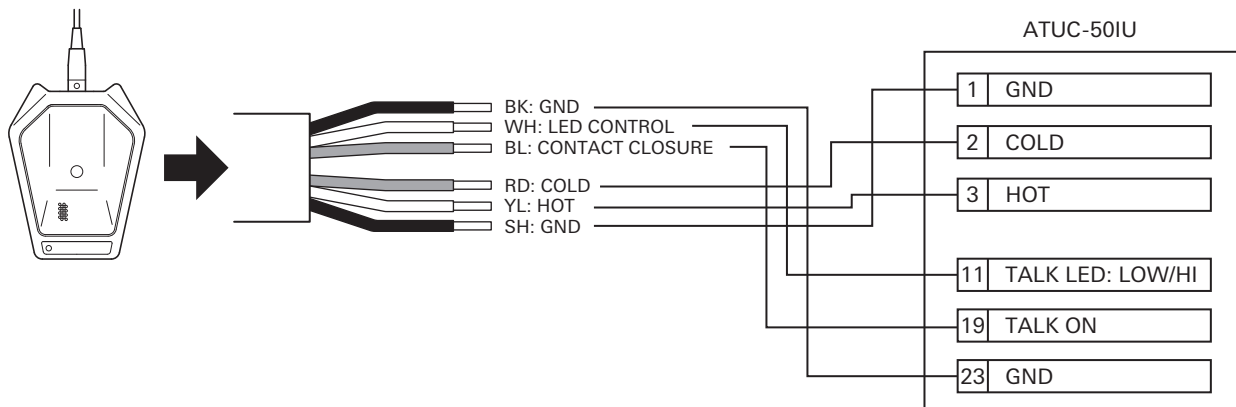 ATUC-50IU
BK: GND
WH: LED CONTROL
BL: CONTACT CLOSURE
RD: COLD
YL: HOT
SH: GND
1 GND
2 COLD
3 HOT
11 TALK LED: LOW/HI
19 TALK ON
23 GND